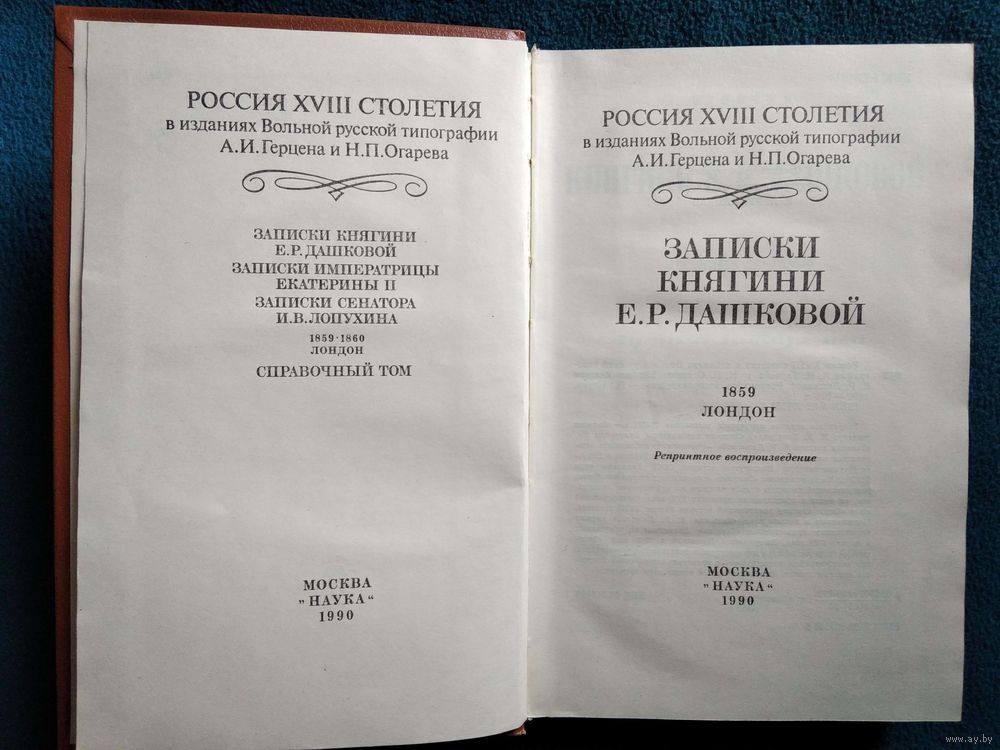 РОССИЯ XVIII СТОЛЕТИЯ
в изданиях Вольной русской типографии
А.И.Герцена и Н.П.Огарева
ЗАПИСКИ КНЯГИНИ
Е.Р.ДАШКОВОЙ
ЗАПИСКИ ИМПЕРАТРИЦЫ
ЕКАТЕРИНЫ II
ЗАПИСКИ СЕНАТОРА
И.В.ЛОПУХИНА
1859·1860
ЛОНДОН
СПРАВОЧНЫЙ ТОМ
МОСКВА
„НАУКА“
1990
РОССИЯ XVIII СТОЛЕТИЯ
в изданиях Вольной русской типографии
А.И.Герцена и Н.П.Огарева
ЗАПИСКИ
КНЯГИНИ
Е.Р.ДАШКОВОЙ
1859
ЛОНДОН
Репринтное воспроизведение
МОСКВА
„НАУКА“
1990
www.ay.by